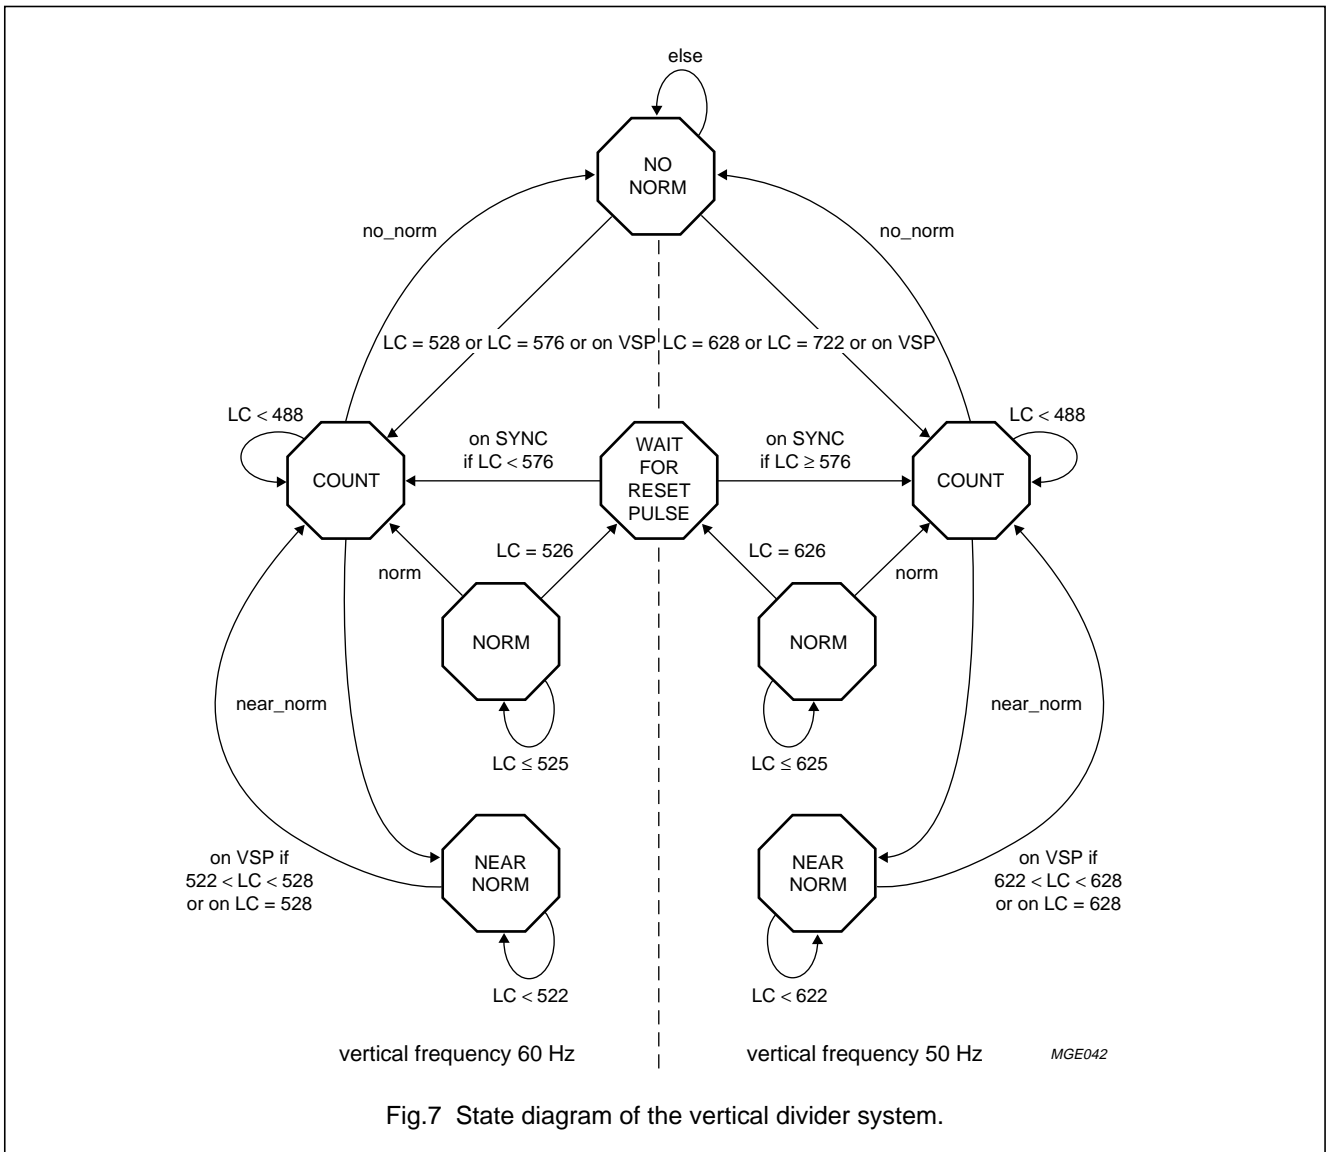 else
NO
NORM
no_norm
no_norm
LC = 528 or LC = 576 or on VSP
LC = 628 or LC = 722 or on VSP
LC < 488
LC < 488
on SYNC
if LC < 576
WAIT
FOR
RESET
PULSE
on SYNC
if LC ≥ 576
COUNT
COUNT
LC = 526
LC = 626
norm
norm
NORM
NORM
near_norm
near_norm
LC ≤ 525
LC ≤ 625
on VSP if
522 < LC < 528
or on LC = 528
NEAR
NORM
NEAR
NORM
on VSP if
622 < LC < 628
or on LC = 628
LC < 522
LC < 622
vertical frequency 60 Hz
vertical frequency 50 Hz
MGE042
Fig.7 State diagram of the vertical divider system.